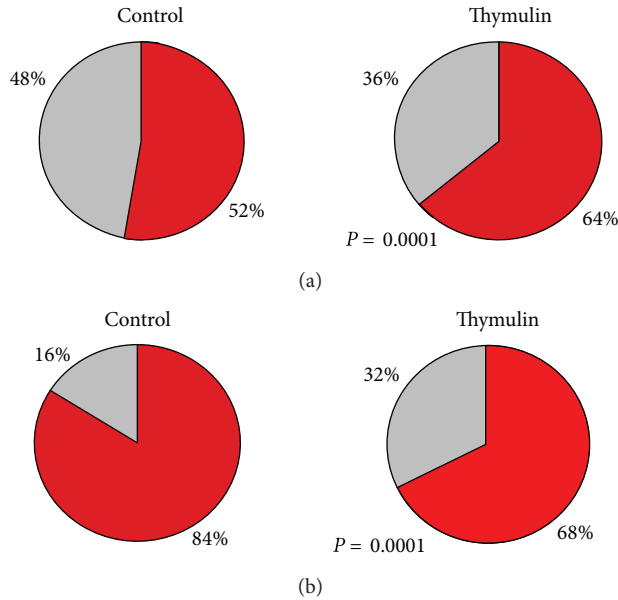 Control
Thymulin
48%
36%
52%
64%
P = 0.0001
(a)
Control
Thymulin
16%
32%
84%
68%
P = 0.0001
(b)